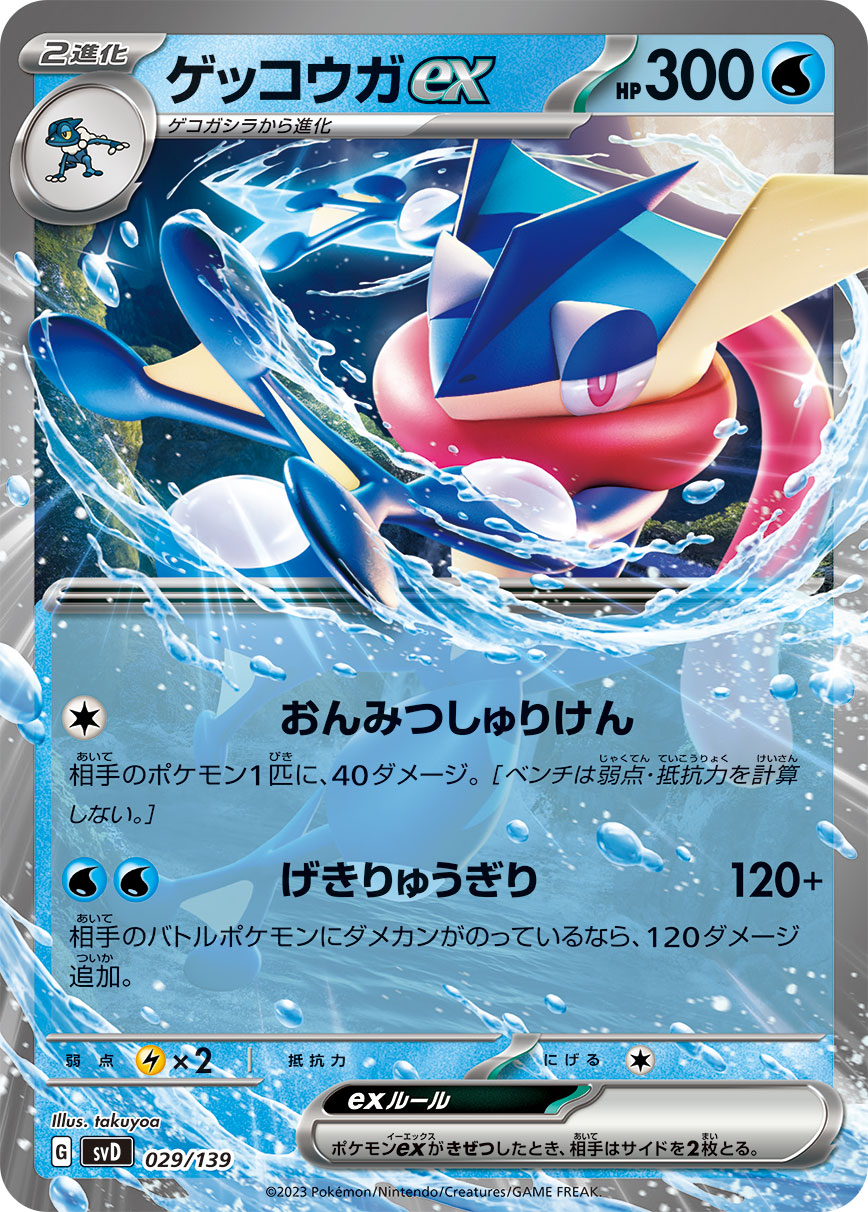 2進化
ゲッコウガex
HP300
ゲコガシラから進化
おんみつしゅりけん
相手のポケモン1匹に、40ダメージ。[ベンチは弱点・抵抗力を計算
しない。]
げきりゅうぎり 120+
相手のバトルポケモンにダメカンがのっているなら、120ダメージ
追加。
弱点 ×2 抵抗力 にげる
exルール
ポケモンexがきぜつしたとき、相手はサイドを2枚とる。
Illus. takuyoa
G svD 029/139
©2023 Pokémon/Nintendo/Creatures/GAME FREAK.